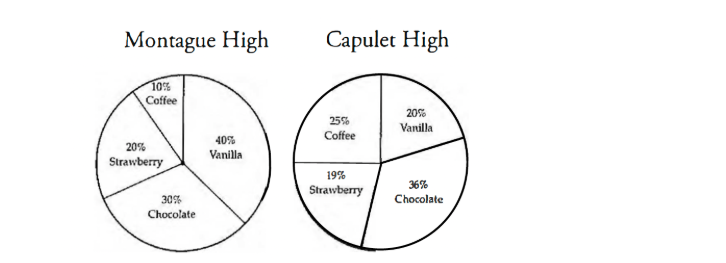 Montague High
10%
Coffee
40%
Vanilla
20%
Strawberry
30%
Chocolate
Capulet High
25%
Coffee
20%
Vanilla
19%
Strawberry
36%
Chocolate